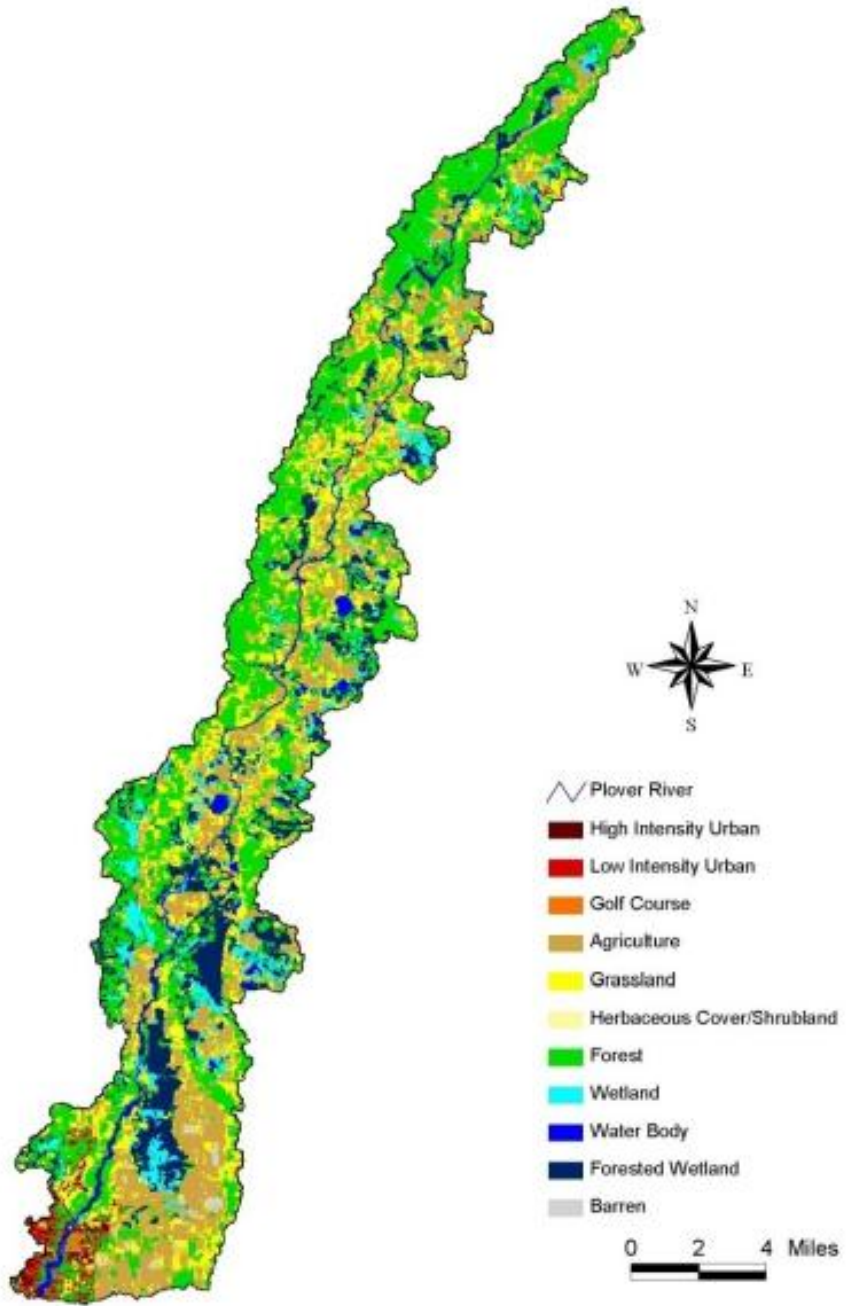 N
W E
S
Plover River
High Intensity Urban
Low Intensity Urban
Golf Course
Agriculture
Grassland
Herbaceous Cover/Shrubland
Forest
Wetland
Water Body
Forested Wetland
Barren
0 2 4 Miles